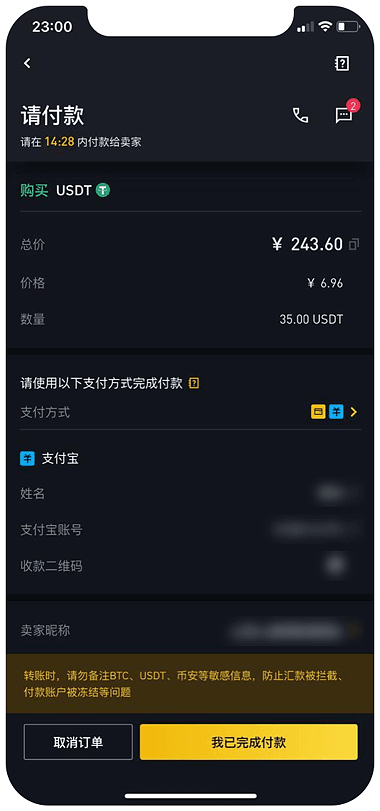 23:00
请付款
2
请在 14:28 内付款给卖家
购买 USDT
总价 ¥ 243.60
价格 ¥ 6.96
数量 35.00 USDT
请使用以下支付方式完成付款
支付方式
支付宝
姓名
支付宝账号
收款二维码
卖家昵称
转账时，请勿备注BTC、USDT、币安等敏感信息，防止汇款被拦截、
付款账户被冻结等问题
取消订单 我已完成付款